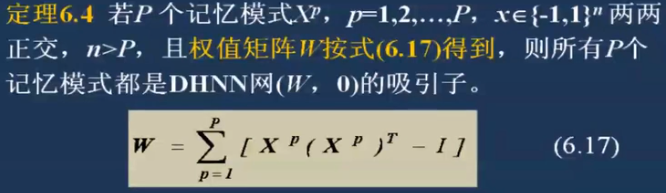 定理6.4 若P 个记忆模式Xᵖ，p=1,2,…,P，x∈{-1,1}ⁿ 两两
正交，n>P，且权值矩阵W按式(6.17)得到，则所有P个
记忆模式都是DHNN网(W，0)的吸引子。
W = ∑_{p=1}^{P} [ X ᵖ ( X ᵖ )ᵀ − I ] (6.17)